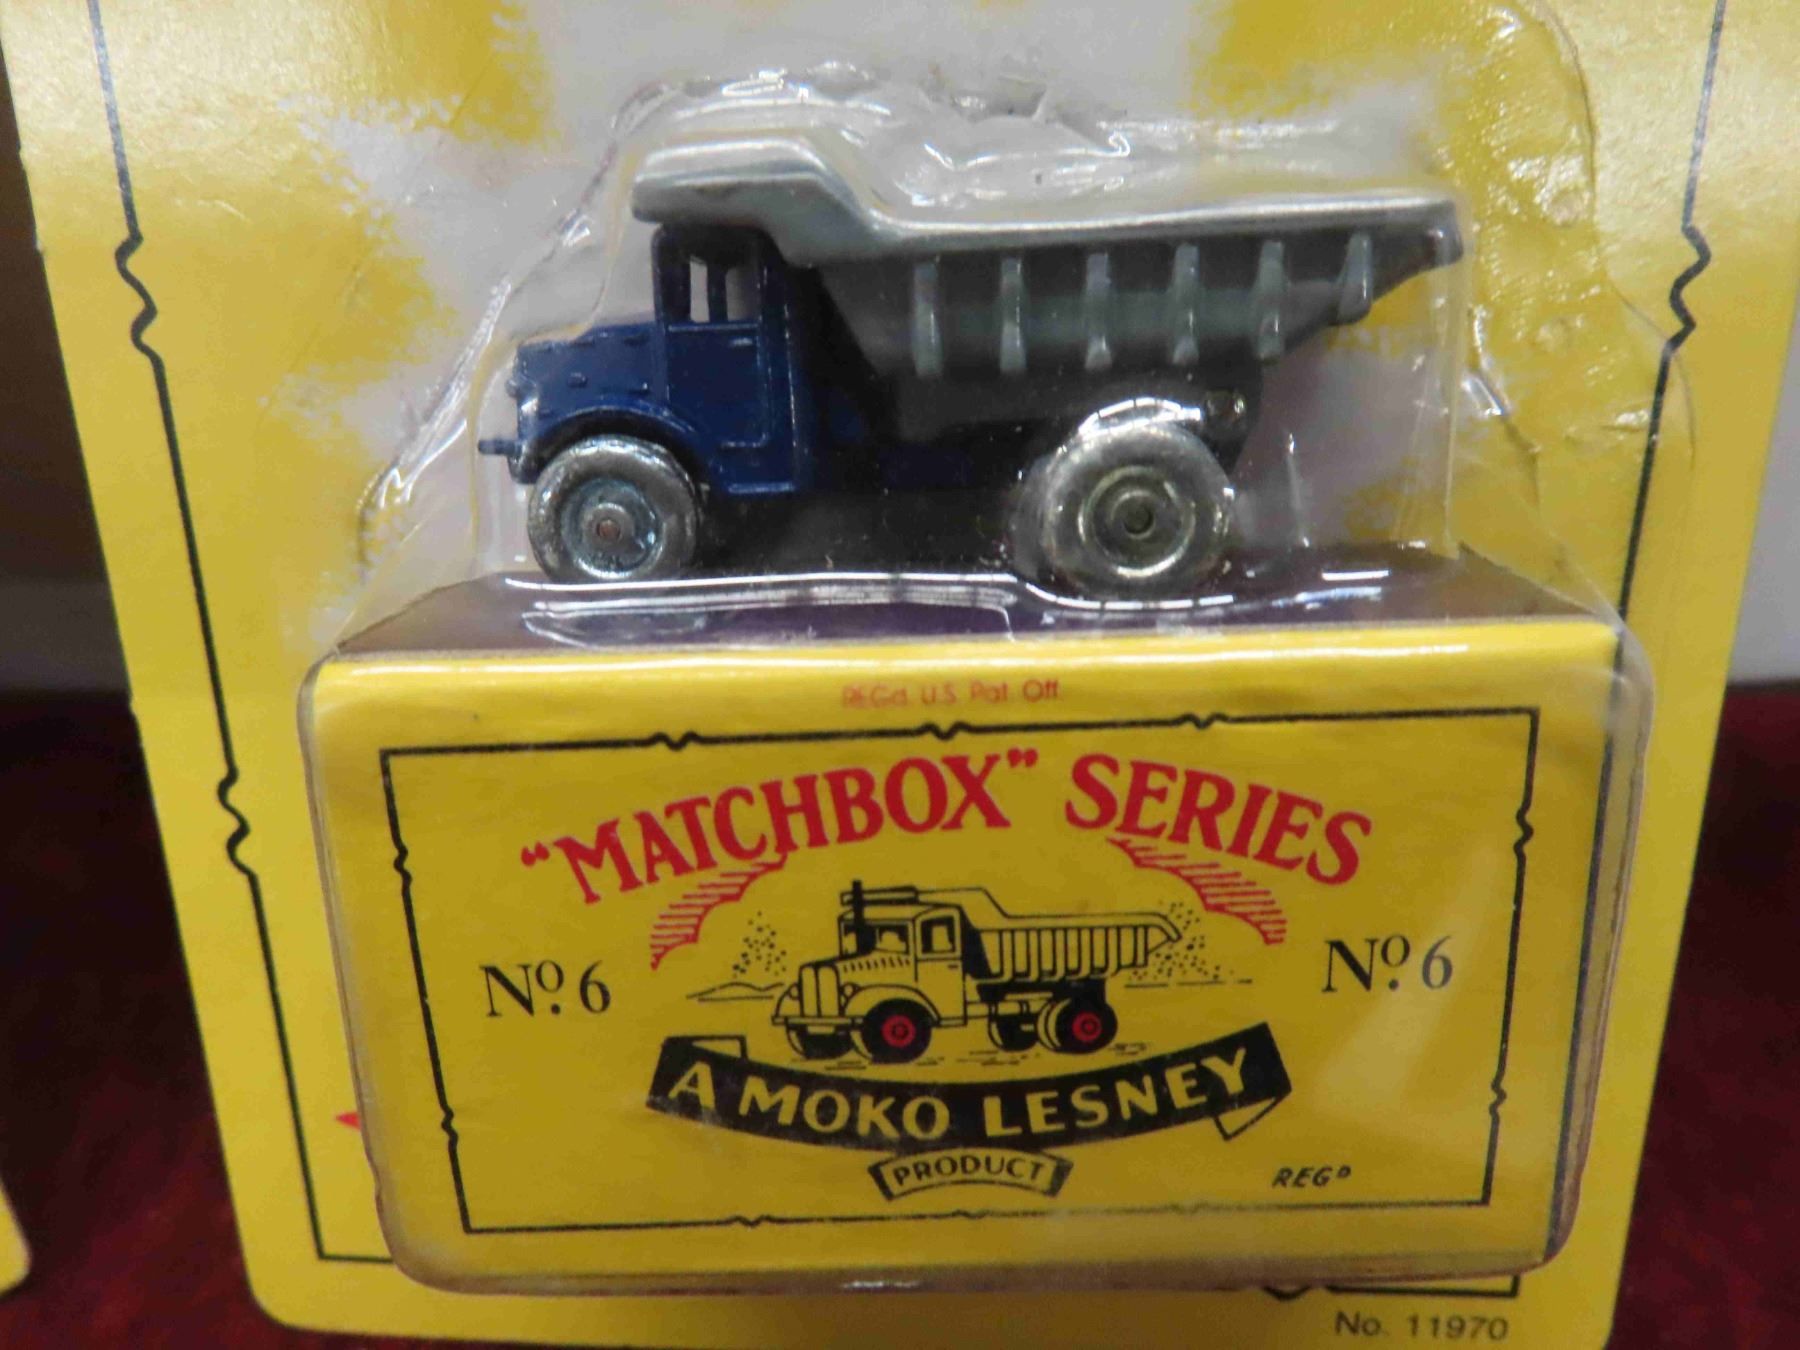 REGd. U.S. Pat. Off.
"MATCHBOX" SERIES
Nº. 6
Nº. 6
A MOKO LESNEY
PRODUCT
REGD
No. 11970